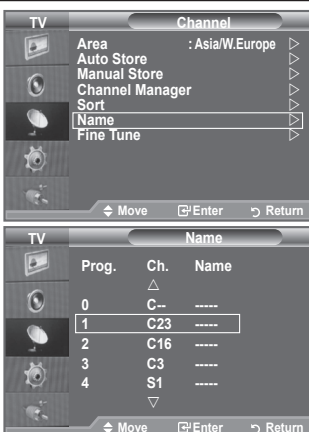 TV Channel
Area : Asia/W.Europe ▷
Auto Store ▷
Manual Store ▷
Channel Manager ▷
Sort ▷
Name ▷
Fine Tune ▷
Move Enter Return
TV Name
Prog. Ch. Name
△
0 C-- -----
1 C23 -----
2 C16 -----
3 C3 -----
4 S1 -----
▽
Move Enter Return